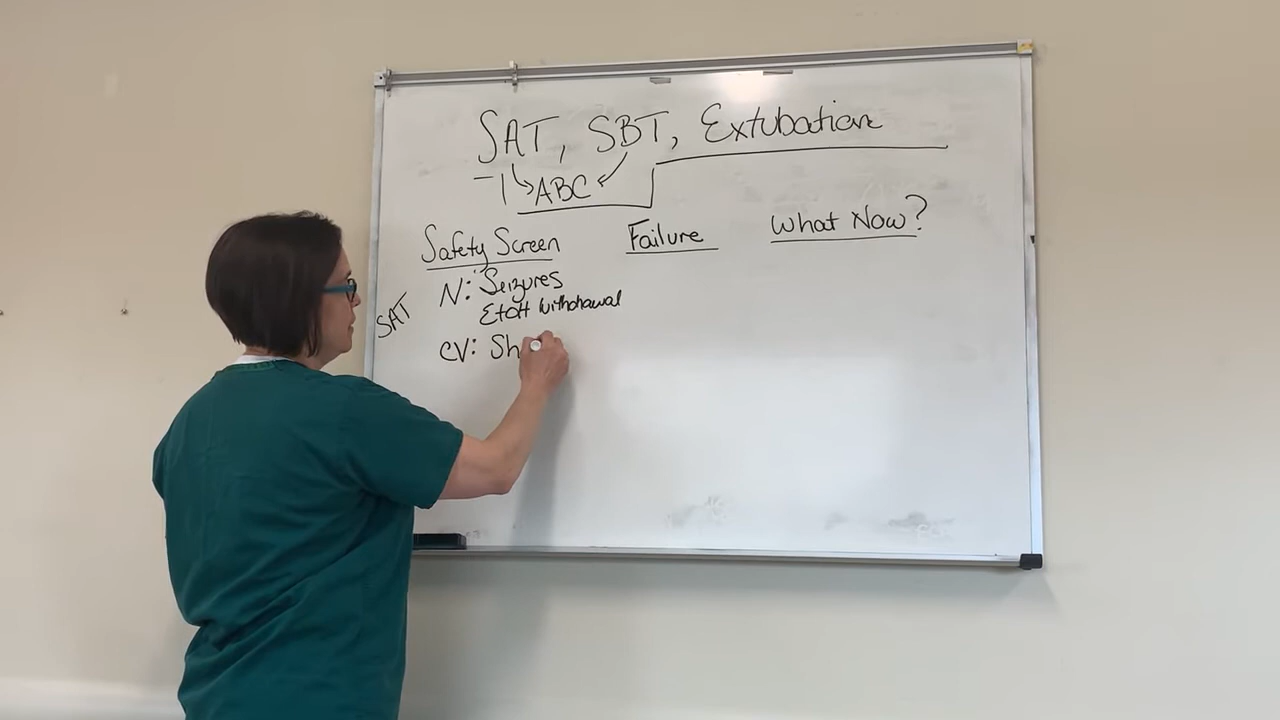 SAT, SBT, Extubation
ABC
Safety Screen
Failure
What Now?
SAT
N: Seizures
EtOH Withdrawal
CV: Sh